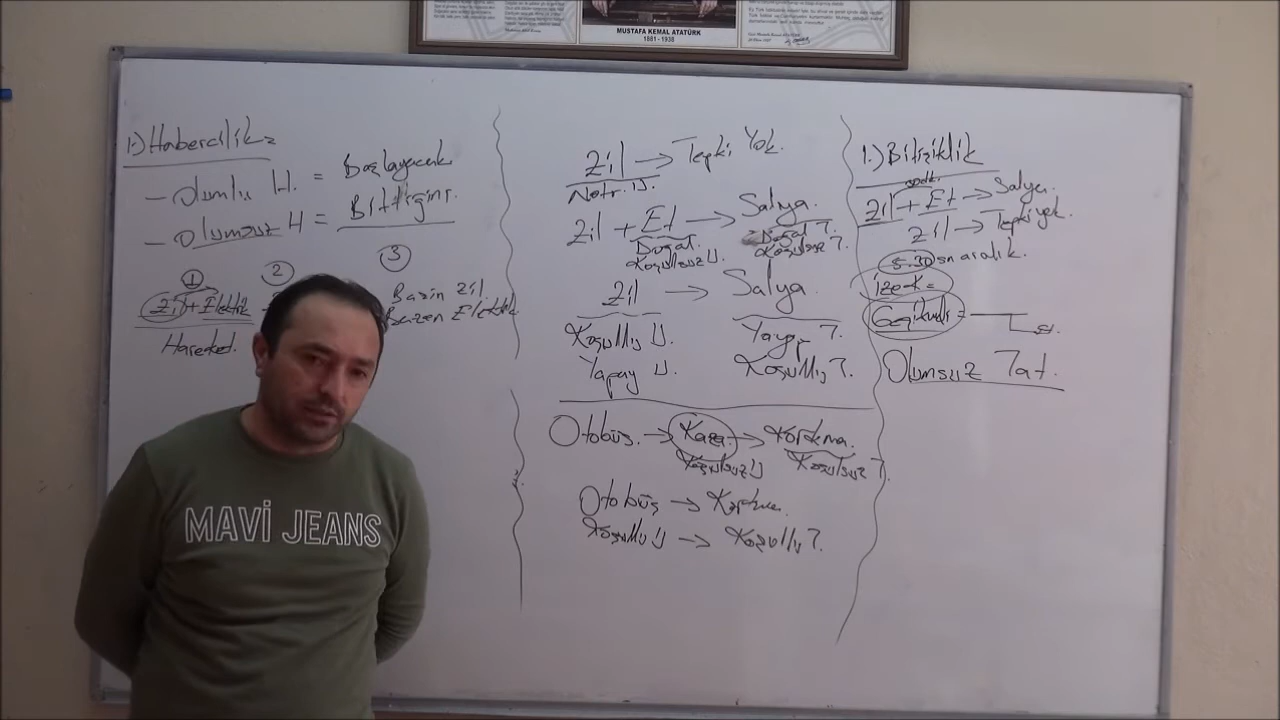 MUSTAFA KEMAL ATATÜRK
1881 - 1938
1.) Habercilik =
- Olumlu H. = Başlayacak
- Olumsuz H = Bittiğini.
① ② ③
Zil + Elektrik
Hareket.
Bazin Zil.
Bazen Elektrik
Zil → Tepki Yok.
Nötr. U.
Zil + Et → Salya.
Doğal. Doğal T.
Koşulsuz U. Koşulsuz T.
Zil → Salya.
Koşullu U. Yapay T.
Yapay U. Koşullu T.
Otobüs. → Kaza. → Korkma.
Koşulsuz U Koşulsuz T.
Otobüs → Korkma.
Koşullu U → Koşullu T.
1.) Bitişiklik
Zil + Et → Salya.
Zil → Tepki yok.
5.30 sn aralık.
İz
Gecikmeli =
Olumsuz Tat.
MAVİ JEANS